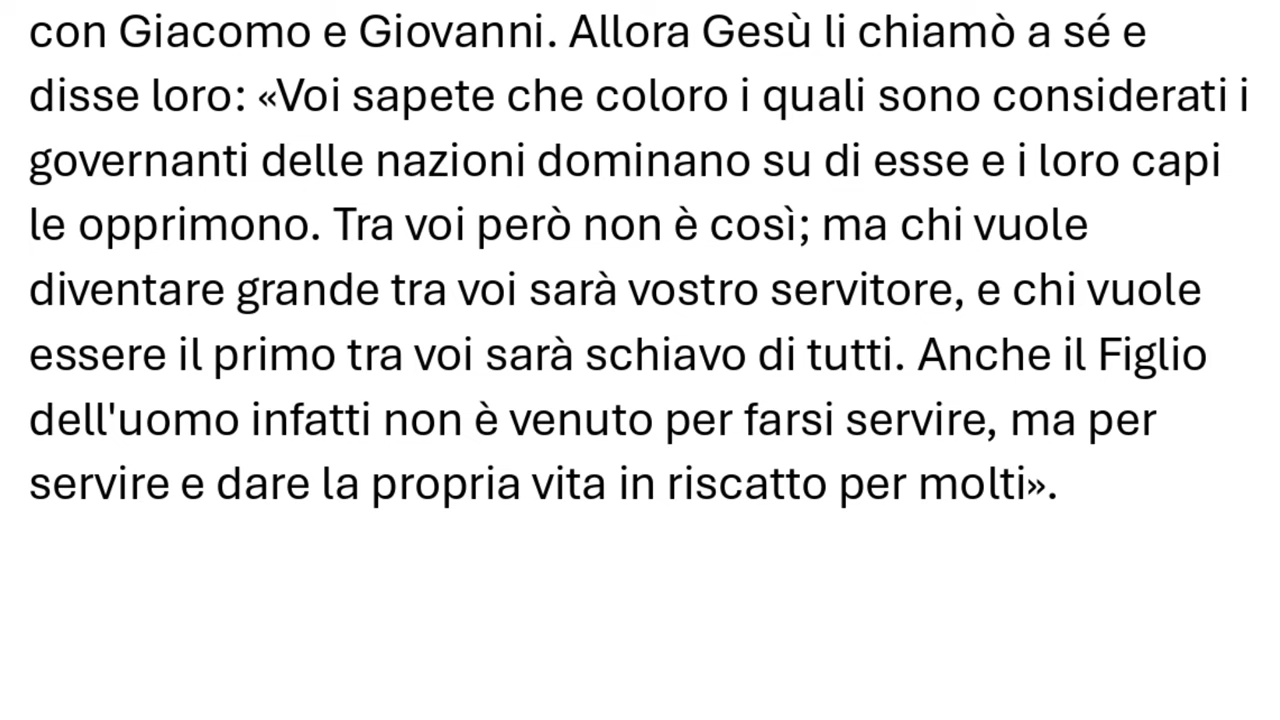 con Giacomo e Giovanni. Allora Gesù li chiamò a sé e
disse loro: «Voi sapete che coloro i quali sono considerati i
governanti delle nazioni dominano su di esse e i loro capi
le opprimono. Tra voi però non è così; ma chi vuole
diventare grande tra voi sarà vostro servitore, e chi vuole
essere il primo tra voi sarà schiavo di tutti. Anche il Figlio
dell'uomo infatti non è venuto per farsi servire, ma per
servire e dare la propria vita in riscatto per molti».